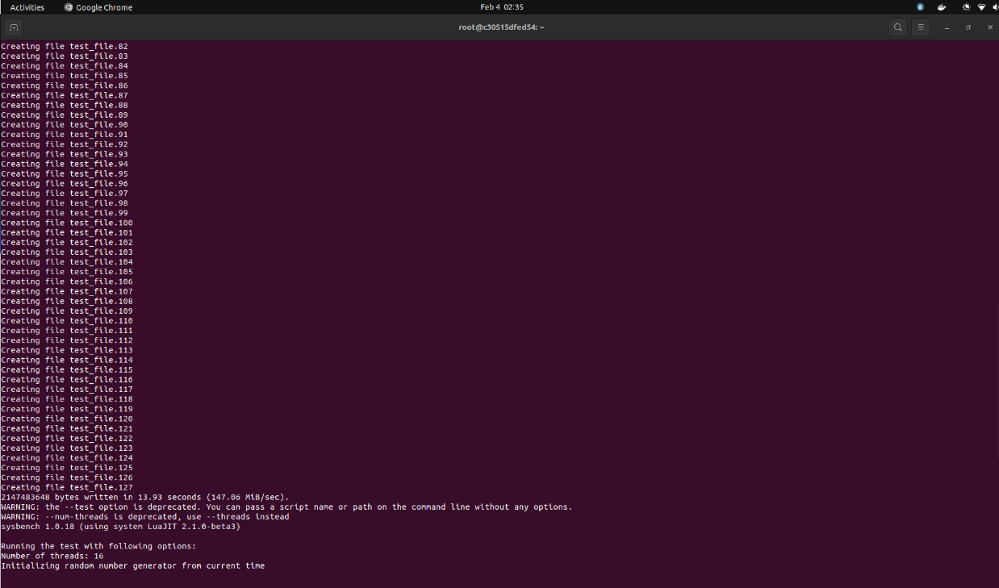 Activities Google Chrome Feb 4 02:35
root@c30515dfed54: ~
Creating file test_file.82
Creating file test_file.83
Creating file test_file.84
Creating file test_file.85
Creating file test_file.86
Creating file test_file.87
Creating file test_file.88
Creating file test_file.89
Creating file test_file.90
Creating file test_file.91
Creating file test_file.92
Creating file test_file.93
Creating file test_file.94
Creating file test_file.95
Creating file test_file.96
Creating file test_file.97
Creating file test_file.98
Creating file test_file.99
Creating file test_file.100
Creating file test_file.101
Creating file test_file.102
Creating file test_file.103
Creating file test_file.104
Creating file test_file.105
Creating file test_file.106
Creating file test_file.107
Creating file test_file.108
Creating file test_file.109
Creating file test_file.110
Creating file test_file.111
Creating file test_file.112
Creating file test_file.113
Creating file test_file.114
Creating file test_file.115
Creating file test_file.116
Creating file test_file.117
Creating file test_file.118
Creating file test_file.119
Creating file test_file.120
Creating file test_file.121
Creating file test_file.122
Creating file test_file.123
Creating file test_file.124
Creating file test_file.125
Creating file test_file.126
Creating file test_file.127
2147483648 bytes written in 13.93 seconds (147.06 MiB/sec).
WARNING: the --test option is deprecated. You can pass a script name or path on the command line without any options.
WARNING: --num-threads is deprecated, use --threads instead
sysbench 1.0.18 (using system LuaJIT 2.1.0-beta3)
Running the test with following options:
Number of threads: 16
Initializing random number generator from current time